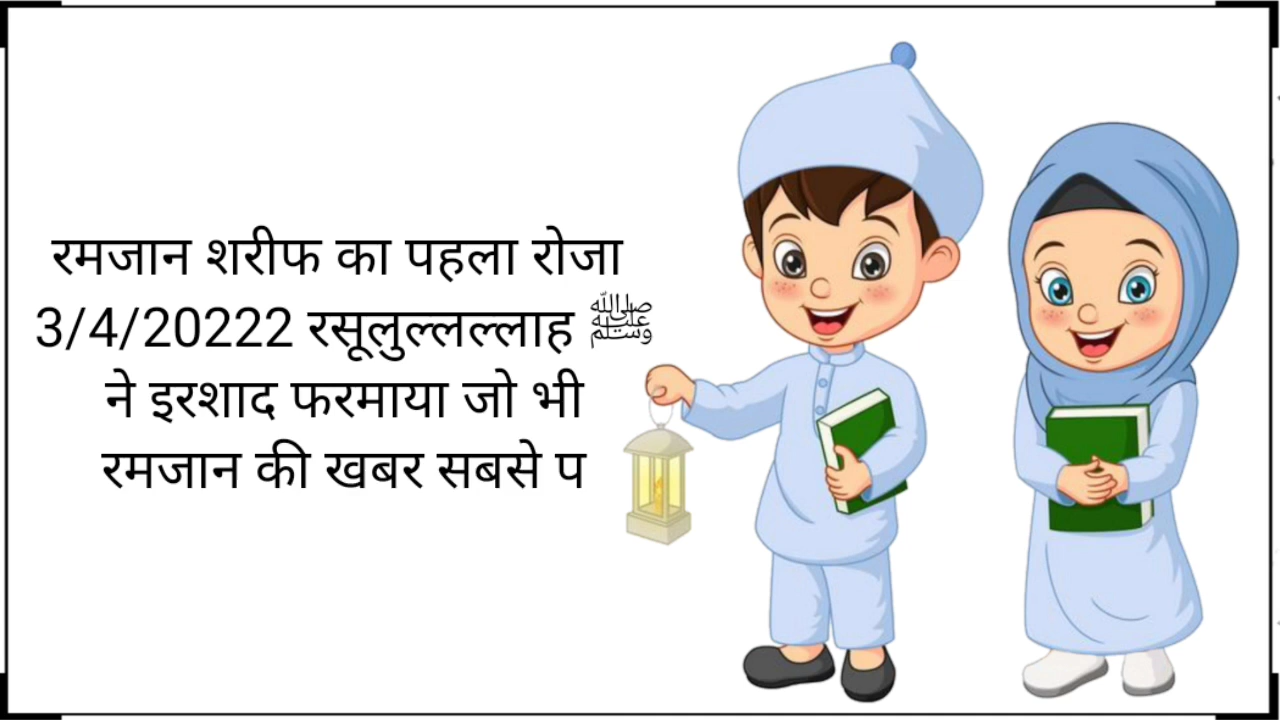 रमजान शरीफ का पहला रोजा
3/4/20222 रसूलुल्लल्लाह ﷺ
ने इरशाद फरमाया जो भी
रमजान की खबर सबसे प